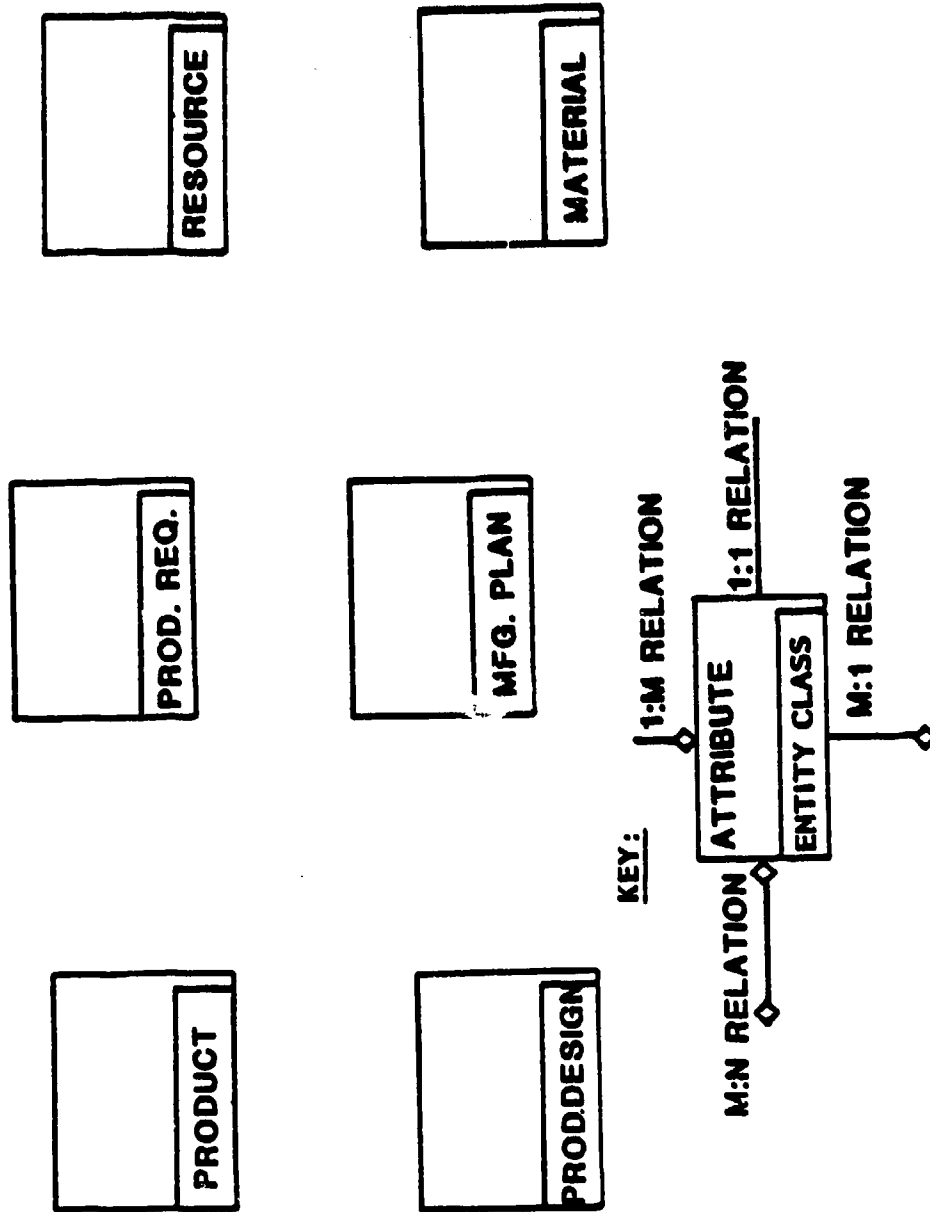 PRODUCT
PROD. REQ.
RESOURCE
PROD.DESIGN
MFG. PLAN
MATERIAL
KEY:
1:M RELATION
M:N RELATION
ATTRIBUTE
1:1 RELATION
ENTITY CLASS
M:1 RELATION